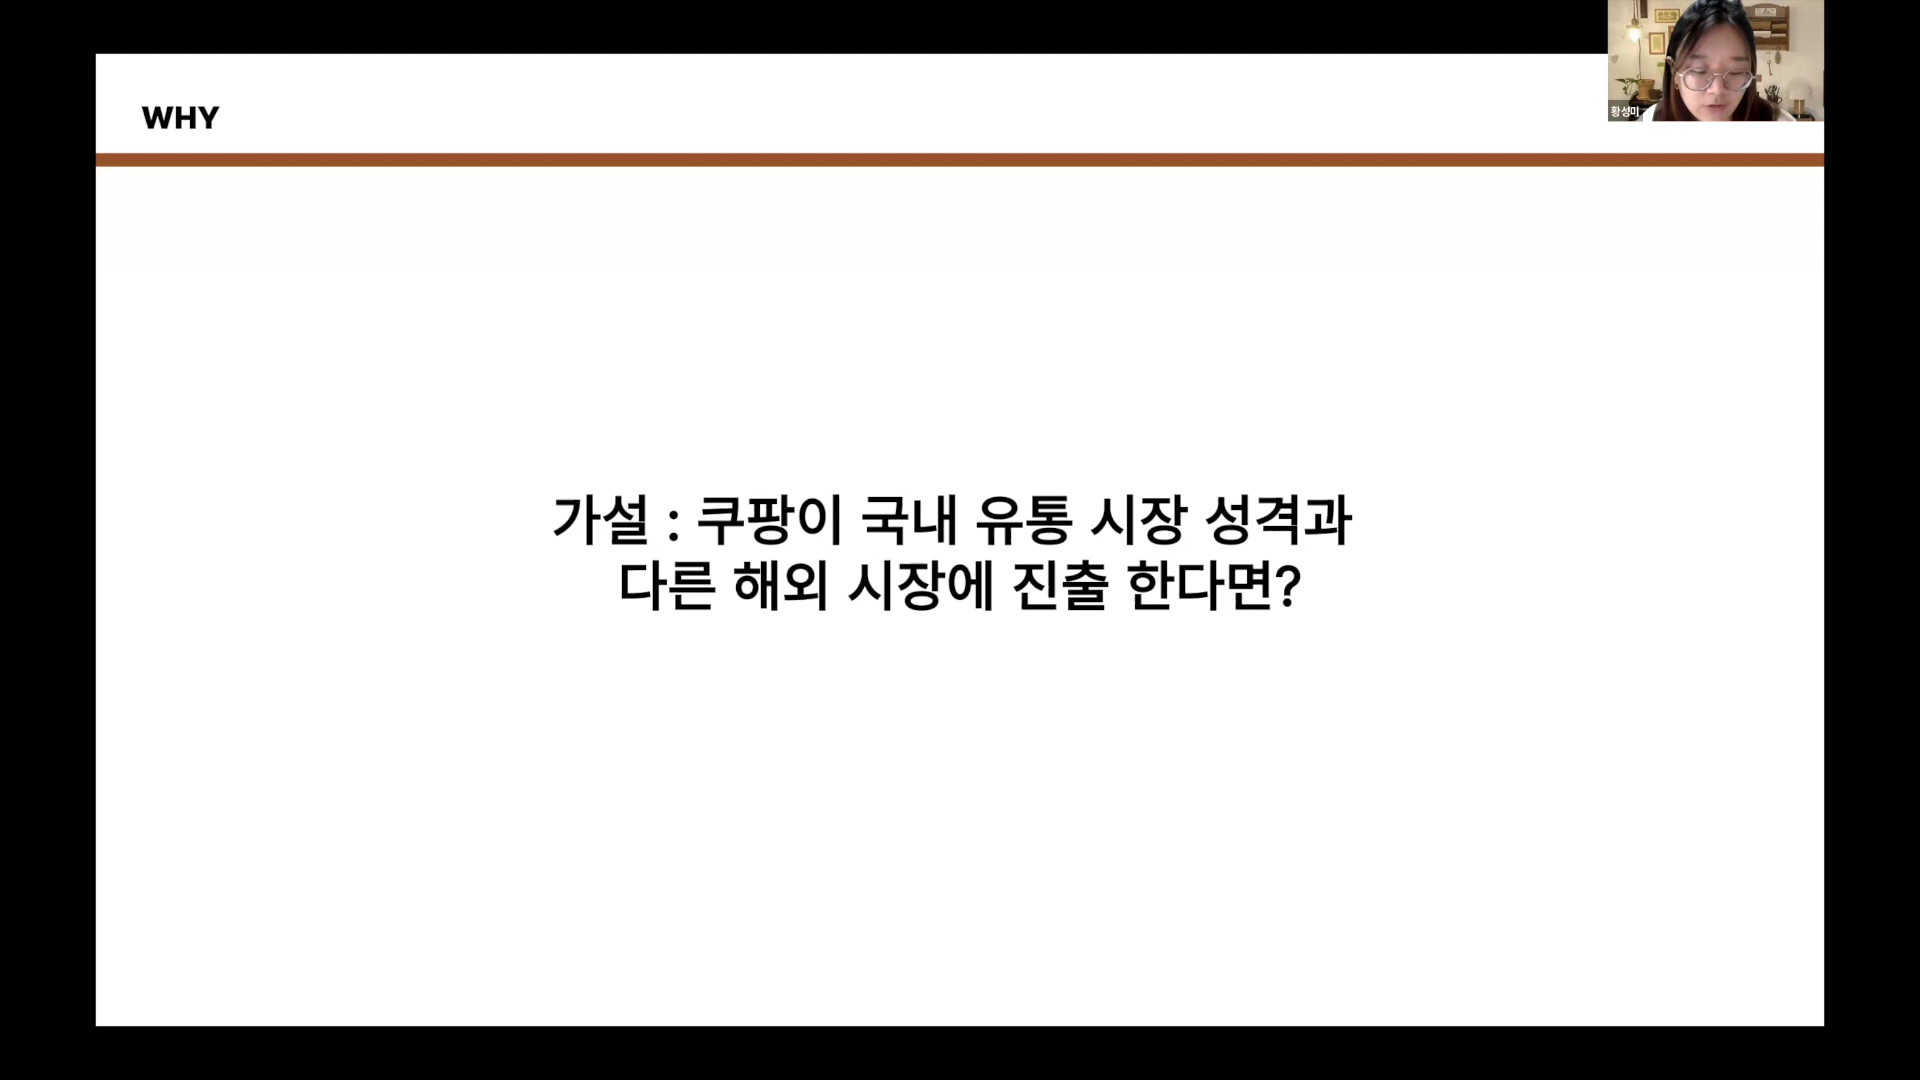 WHY
황성미
가설 : 쿠팡이 국내 유통 시장 성격과
다른 해외 시장에 진출 한다면?